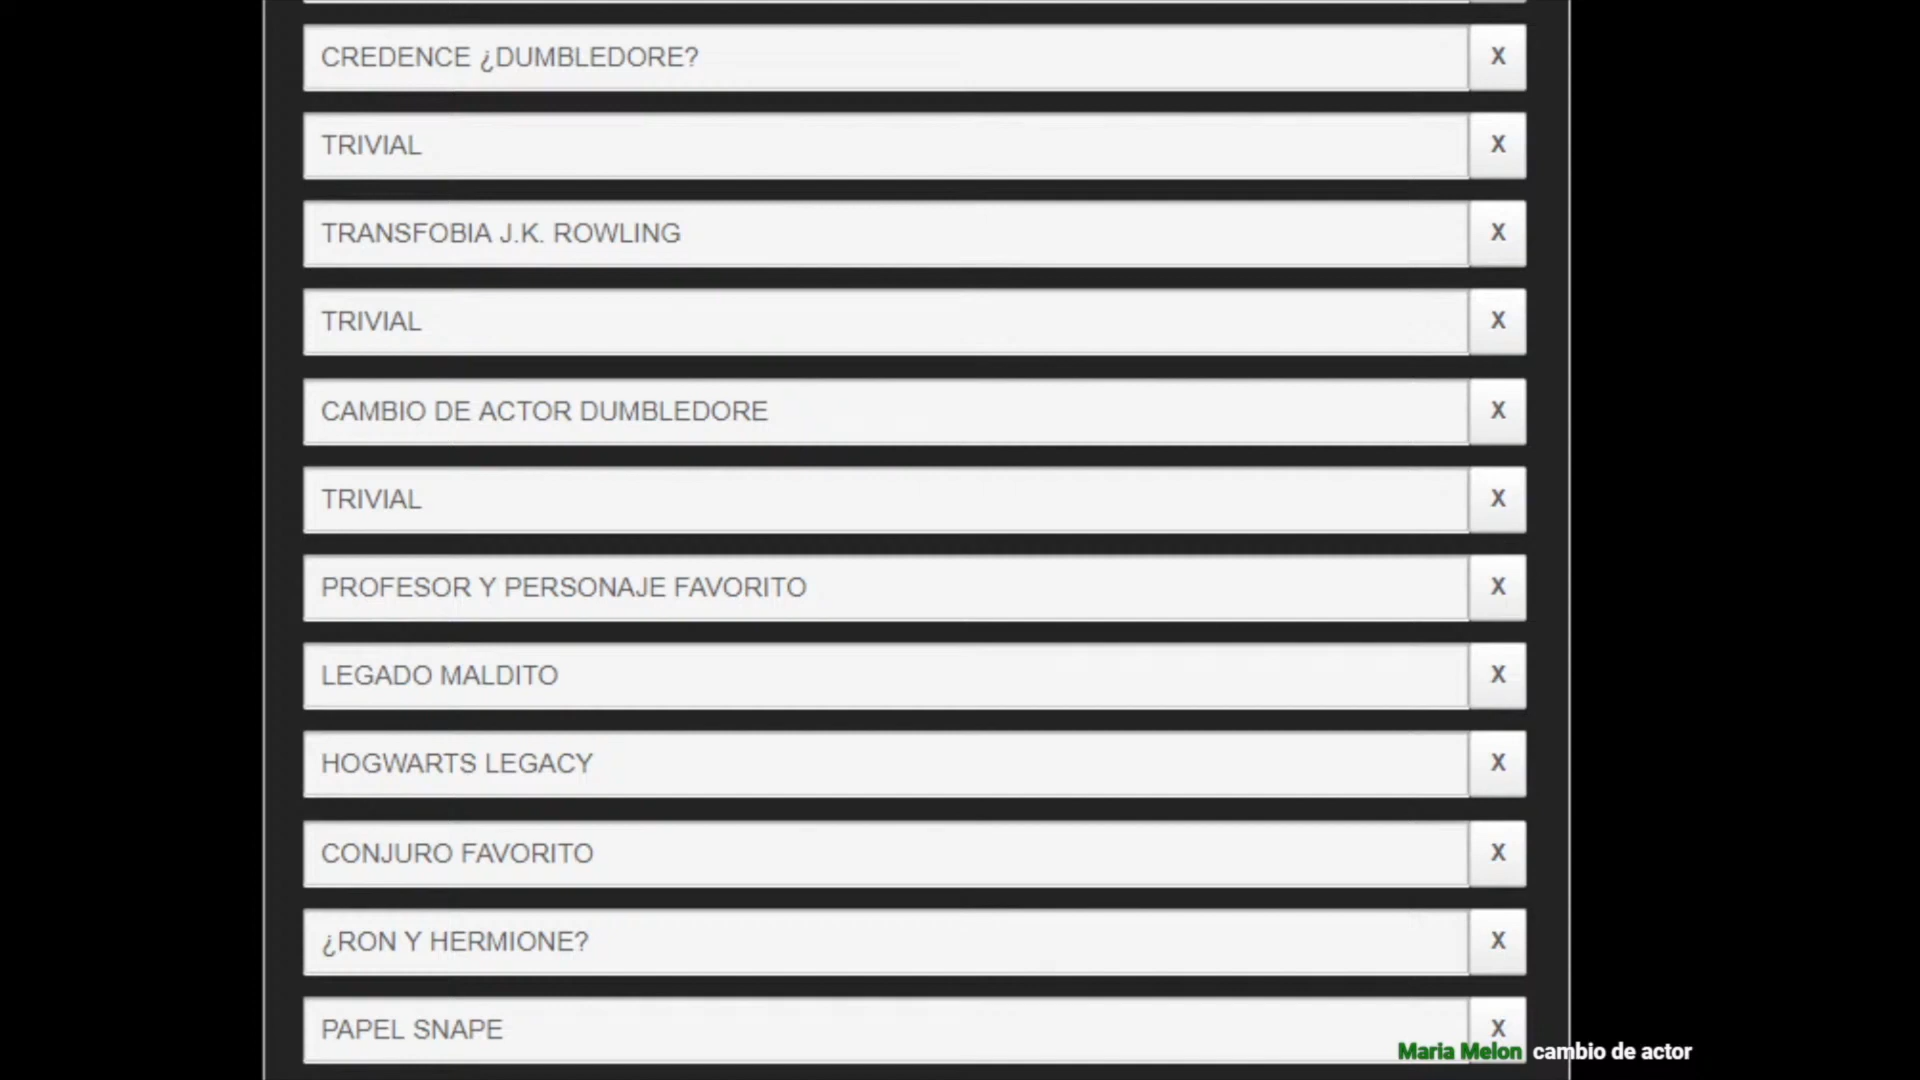 CREDENCE ¿DUMBLEDORE? X
TRIVIAL X
TRANSFOBIA J.K. ROWLING X
TRIVIAL X
CAMBIO DE ACTOR DUMBLEDORE X
TRIVIAL X
PROFESOR Y PERSONAJE FAVORITO X
LEGADO MALDITO X
HOGWARTS LEGACY X
CONJURO FAVORITO X
¿RON Y HERMIONE? X
PAPEL SNAPE X
Maria Melon cambio de actor